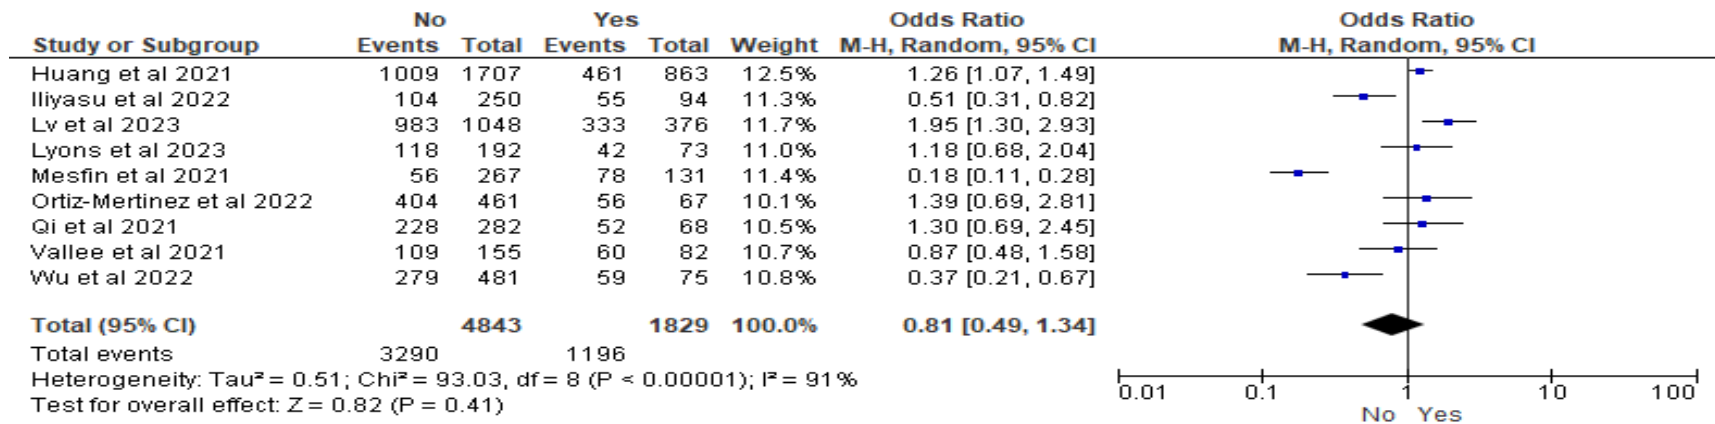 No Yes Odds Ratio Odds Ratio
Study or Subgroup Events Total Events Total Weight M-H, Random, 95% CI M-H, Random, 95% CI
Huang et al 2021 1009 1707 461 863 12.5% 1.26 [1.07, 1.49]
Iliyasu et al 2022 104 250 55 94 11.3% 0.51 [0.31, 0.82]
Lv et al 2023 983 1048 333 376 11.7% 1.95 [1.30, 2.93]
Lyons et al 2023 118 192 42 73 11.0% 1.18 [0.68, 2.04]
Mesfin et al 2021 56 267 78 131 11.4% 0.18 [0.11, 0.28]
Ortiz-Mertinez et al 2022 404 461 56 67 10.1% 1.39 [0.69, 2.81]
Qi et al 2021 228 282 52 68 10.5% 1.30 [0.69, 2.45]
Vallee et al 2021 109 155 60 82 10.7% 0.87 [0.48, 1.58]
Wu et al 2022 279 481 59 75 10.8% 0.37 [0.21, 0.67]
Total (95% CI) 4843 1829 100.0% 0.81 [0.49, 1.34]
Total events 3290 1196
Heterogeneity: Tau² = 0.51; Chi² = 93.03, df = 8 (P < 0.00001); I² = 91%
Test for overall effect: Z = 0.82 (P = 0.41)
0.01 0.1 1 10 100
No Yes